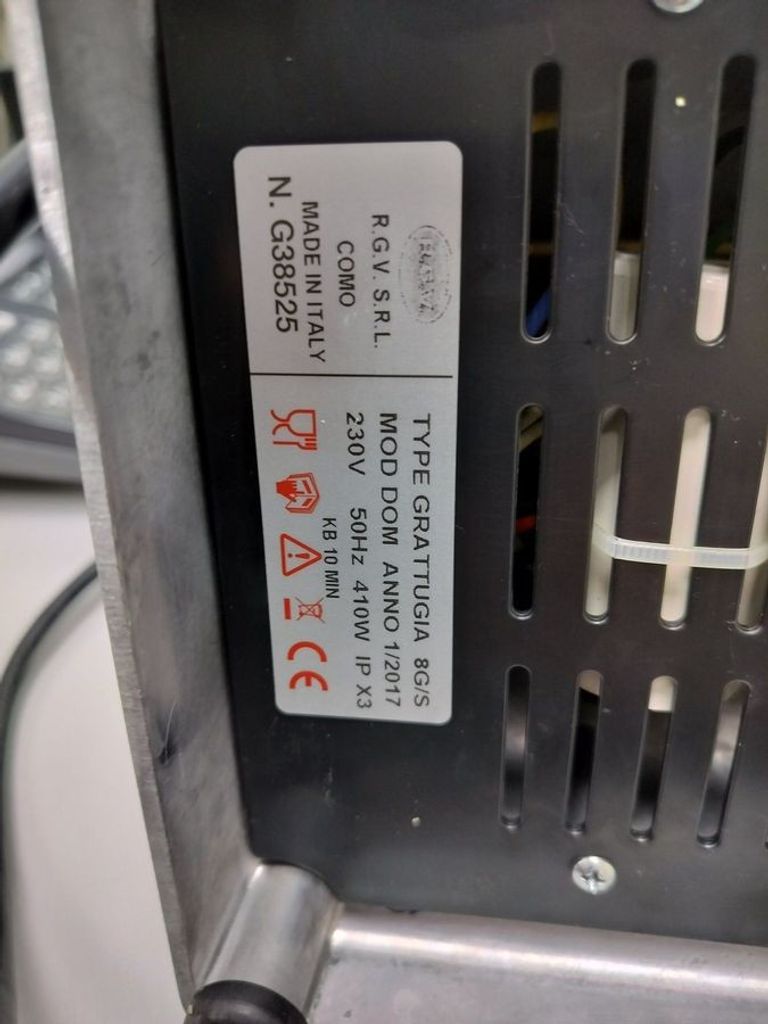 R.G.V. S.R.L.
COMO
MADE IN ITALY
N. G38525
TYPE GRATTUGIA 8G/S
MOD DOM ANNO 1/2017
230V 50Hz 410W IP X3
KB 10 MIN
CE